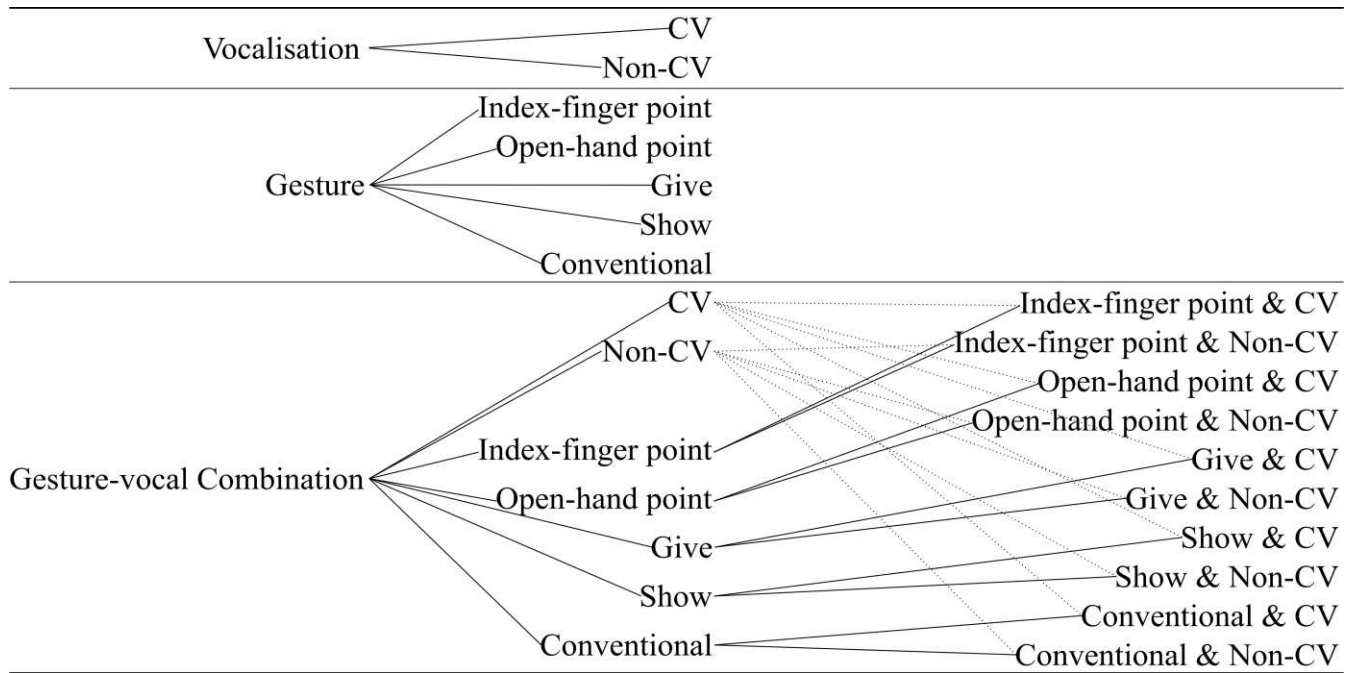 Vocalisation
CV
Non-CV
Gesture
Index-finger point
Open-hand point
Give
Show
Conventional
Gesture-vocal Combination
CV
Non-CV
Index-finger point
Open-hand point
Give
Show
Conventional
Index-finger point & CV
Index-finger point & Non-CV
Open-hand point & CV
Open-hand point & Non-CV
Give & CV
Give & Non-CV
Show & CV
Show & Non-CV
Conventional & CV
Conventional & Non-CV